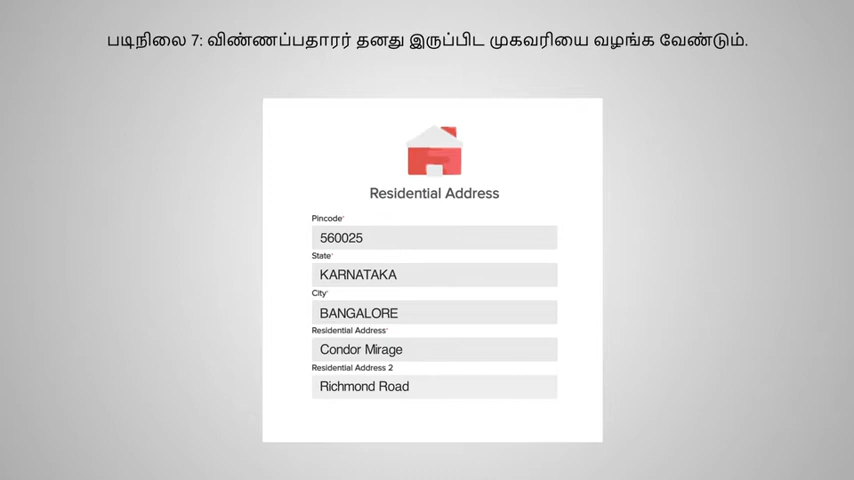 படிநிலை 7: விண்ணப்பதாரர் தனது இருப்பிட முகவரியை வழங்க வேண்டும்.
Residential Address
Pincode*
560025
State*
KARNATAKA
City*
BANGALORE
Residential Address*
Condor Mirage
Residential Address 2
Richmond Road